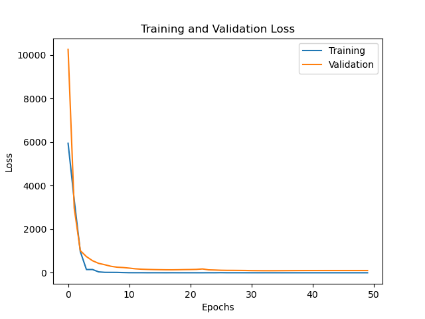 Training and Validation Loss
Training
Validation
10000
8000
6000
4000
2000
0
Loss
0
10
20
30
40
50
Epochs